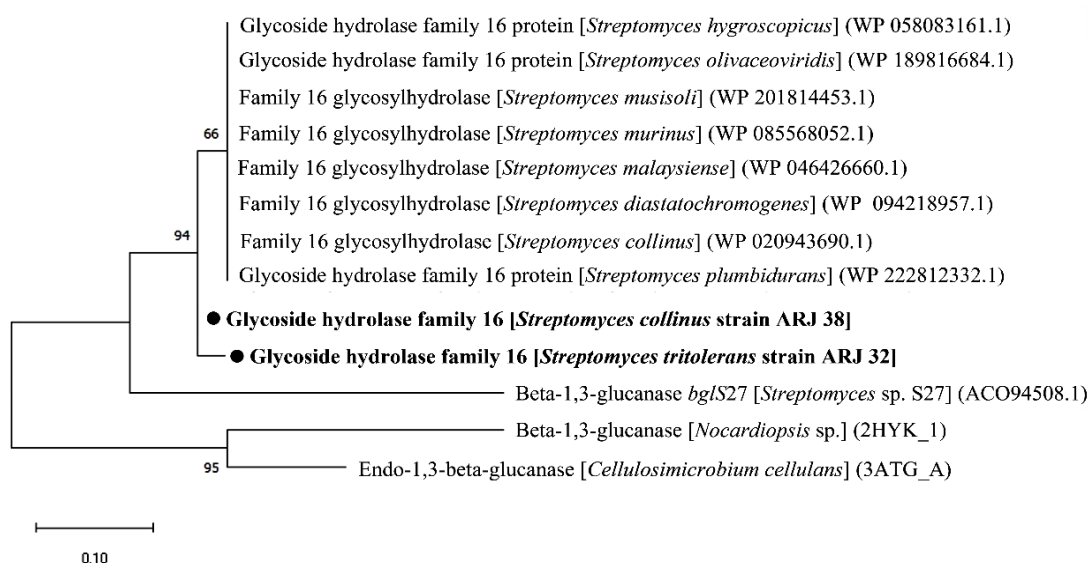 Glycoside hydrolase family 16 protein [Streptomyces hygroscopicus] (WP 058083161.1)
Glycoside hydrolase family 16 protein [Streptomyces olivaceoviridis] (WP 189816684.1)
Family 16 glycosylhydrolase [Streptomyces musisoli] (WP 201814453.1)
66
Family 16 glycosylhydrolase [Streptomyces murinus] (WP 085568052.1)
Family 16 glycosylhydrolase [Streptomyces malaysiense] (WP 046426660.1)
Family 16 glycosylhydrolase [Streptomyces diastatochromogenes] (WP 094218957.1)
94
Family 16 glycosylhydrolase [Streptomyces collinus] (WP 020943690.1)
Glycoside hydrolase family 16 protein [Streptomyces plumbidurans] (WP 222812332.1)
Glycoside hydrolase family 16 [Streptomyces collinus strain ARJ 38]
Glycoside hydrolase family 16 [Streptomyces tritolerans strain ARJ 32]
Beta-1,3-glucanase bglS27 [Streptomyces sp. S27] (ACO94508.1)
Beta-1,3-glucanase [Nocardiopsis sp.] (2HYK_1)
95
Endo-1,3-beta-glucanase [Cellulosimicrobium cellulans] (3ATG_A)
0.10